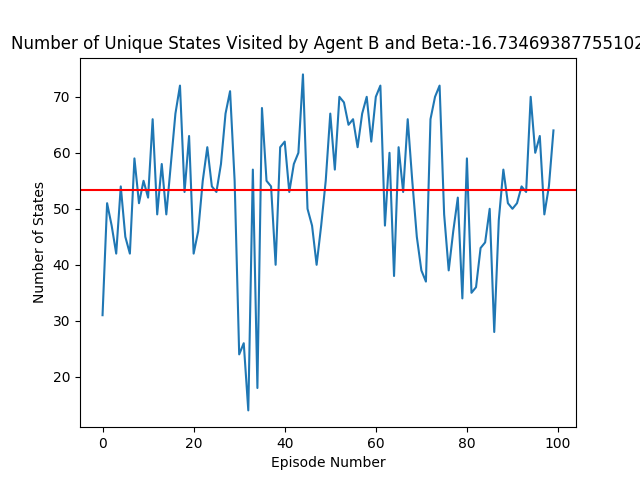 Number of Unique States Visited by Agent B and Beta:-16.73469387755102
70
60
50
40
30
20
Number of States
0 20 40 60 80 100
Episode Number